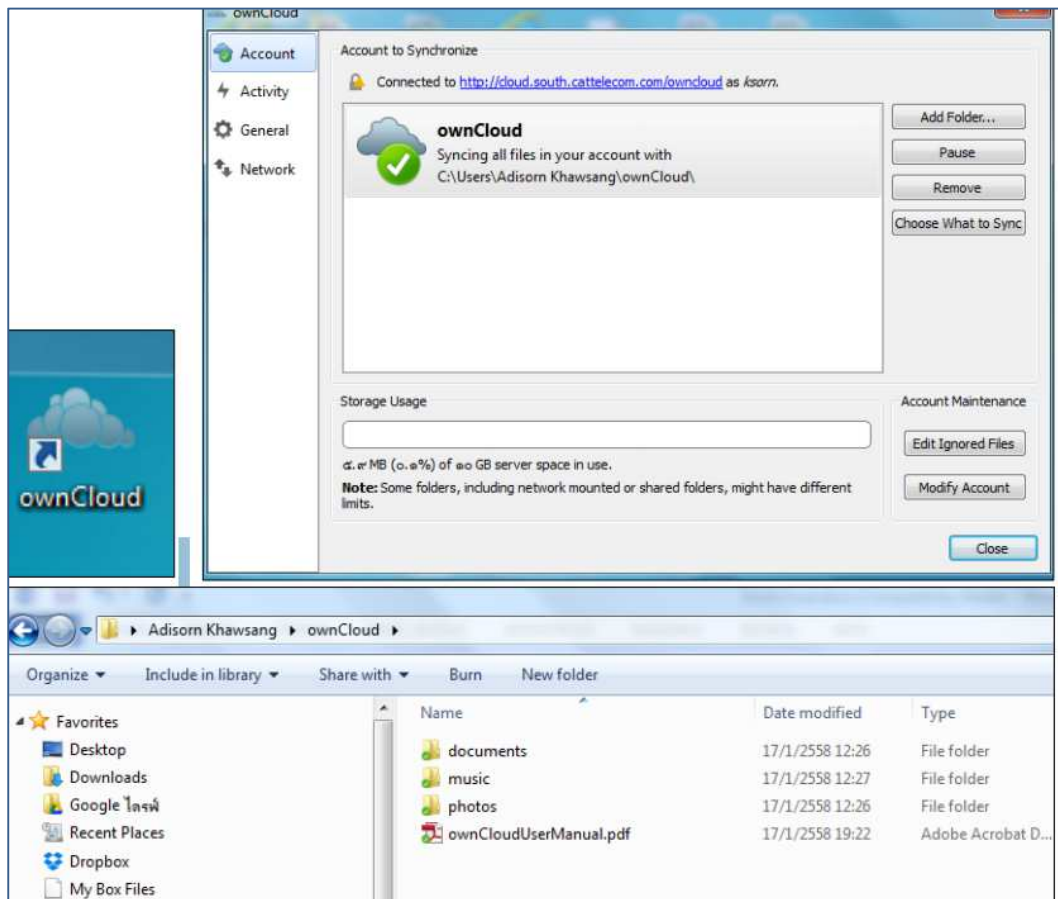 ownCloud
Account
Activity
General
Network
Account to Synchronize
Connected to http://cloud.south.cattelecom.com/owncloud as ksorn.
ownCloud
Syncing all files in your account with
C:\Users\Adisorn Khawsang\ownCloud\
Add Folder...
Pause
Remove
Choose What to Sync
Storage Usage
๕.๙ MB (๐.๑%) of ๑๐ GB server space in use.
Note: Some folders, including network mounted or shared folders, might have different
limits.
Account Maintenance
Edit Ignored Files
Modify Account
Close
ownCloud
Adisorn Khawsang ▸ ownCloud ▸
Organize Include in library Share with Burn New folder
Favorites
Desktop
Downloads
Google ไดรฟ์
Recent Places
Dropbox
My Box Files
Name Date modified Type
documents 17/1/2558 12:26 File folder
music 17/1/2558 12:27 File folder
photos 17/1/2558 12:26 File folder
ownCloudUserManual.pdf 17/1/2558 19:22 Adobe Acrobat D...